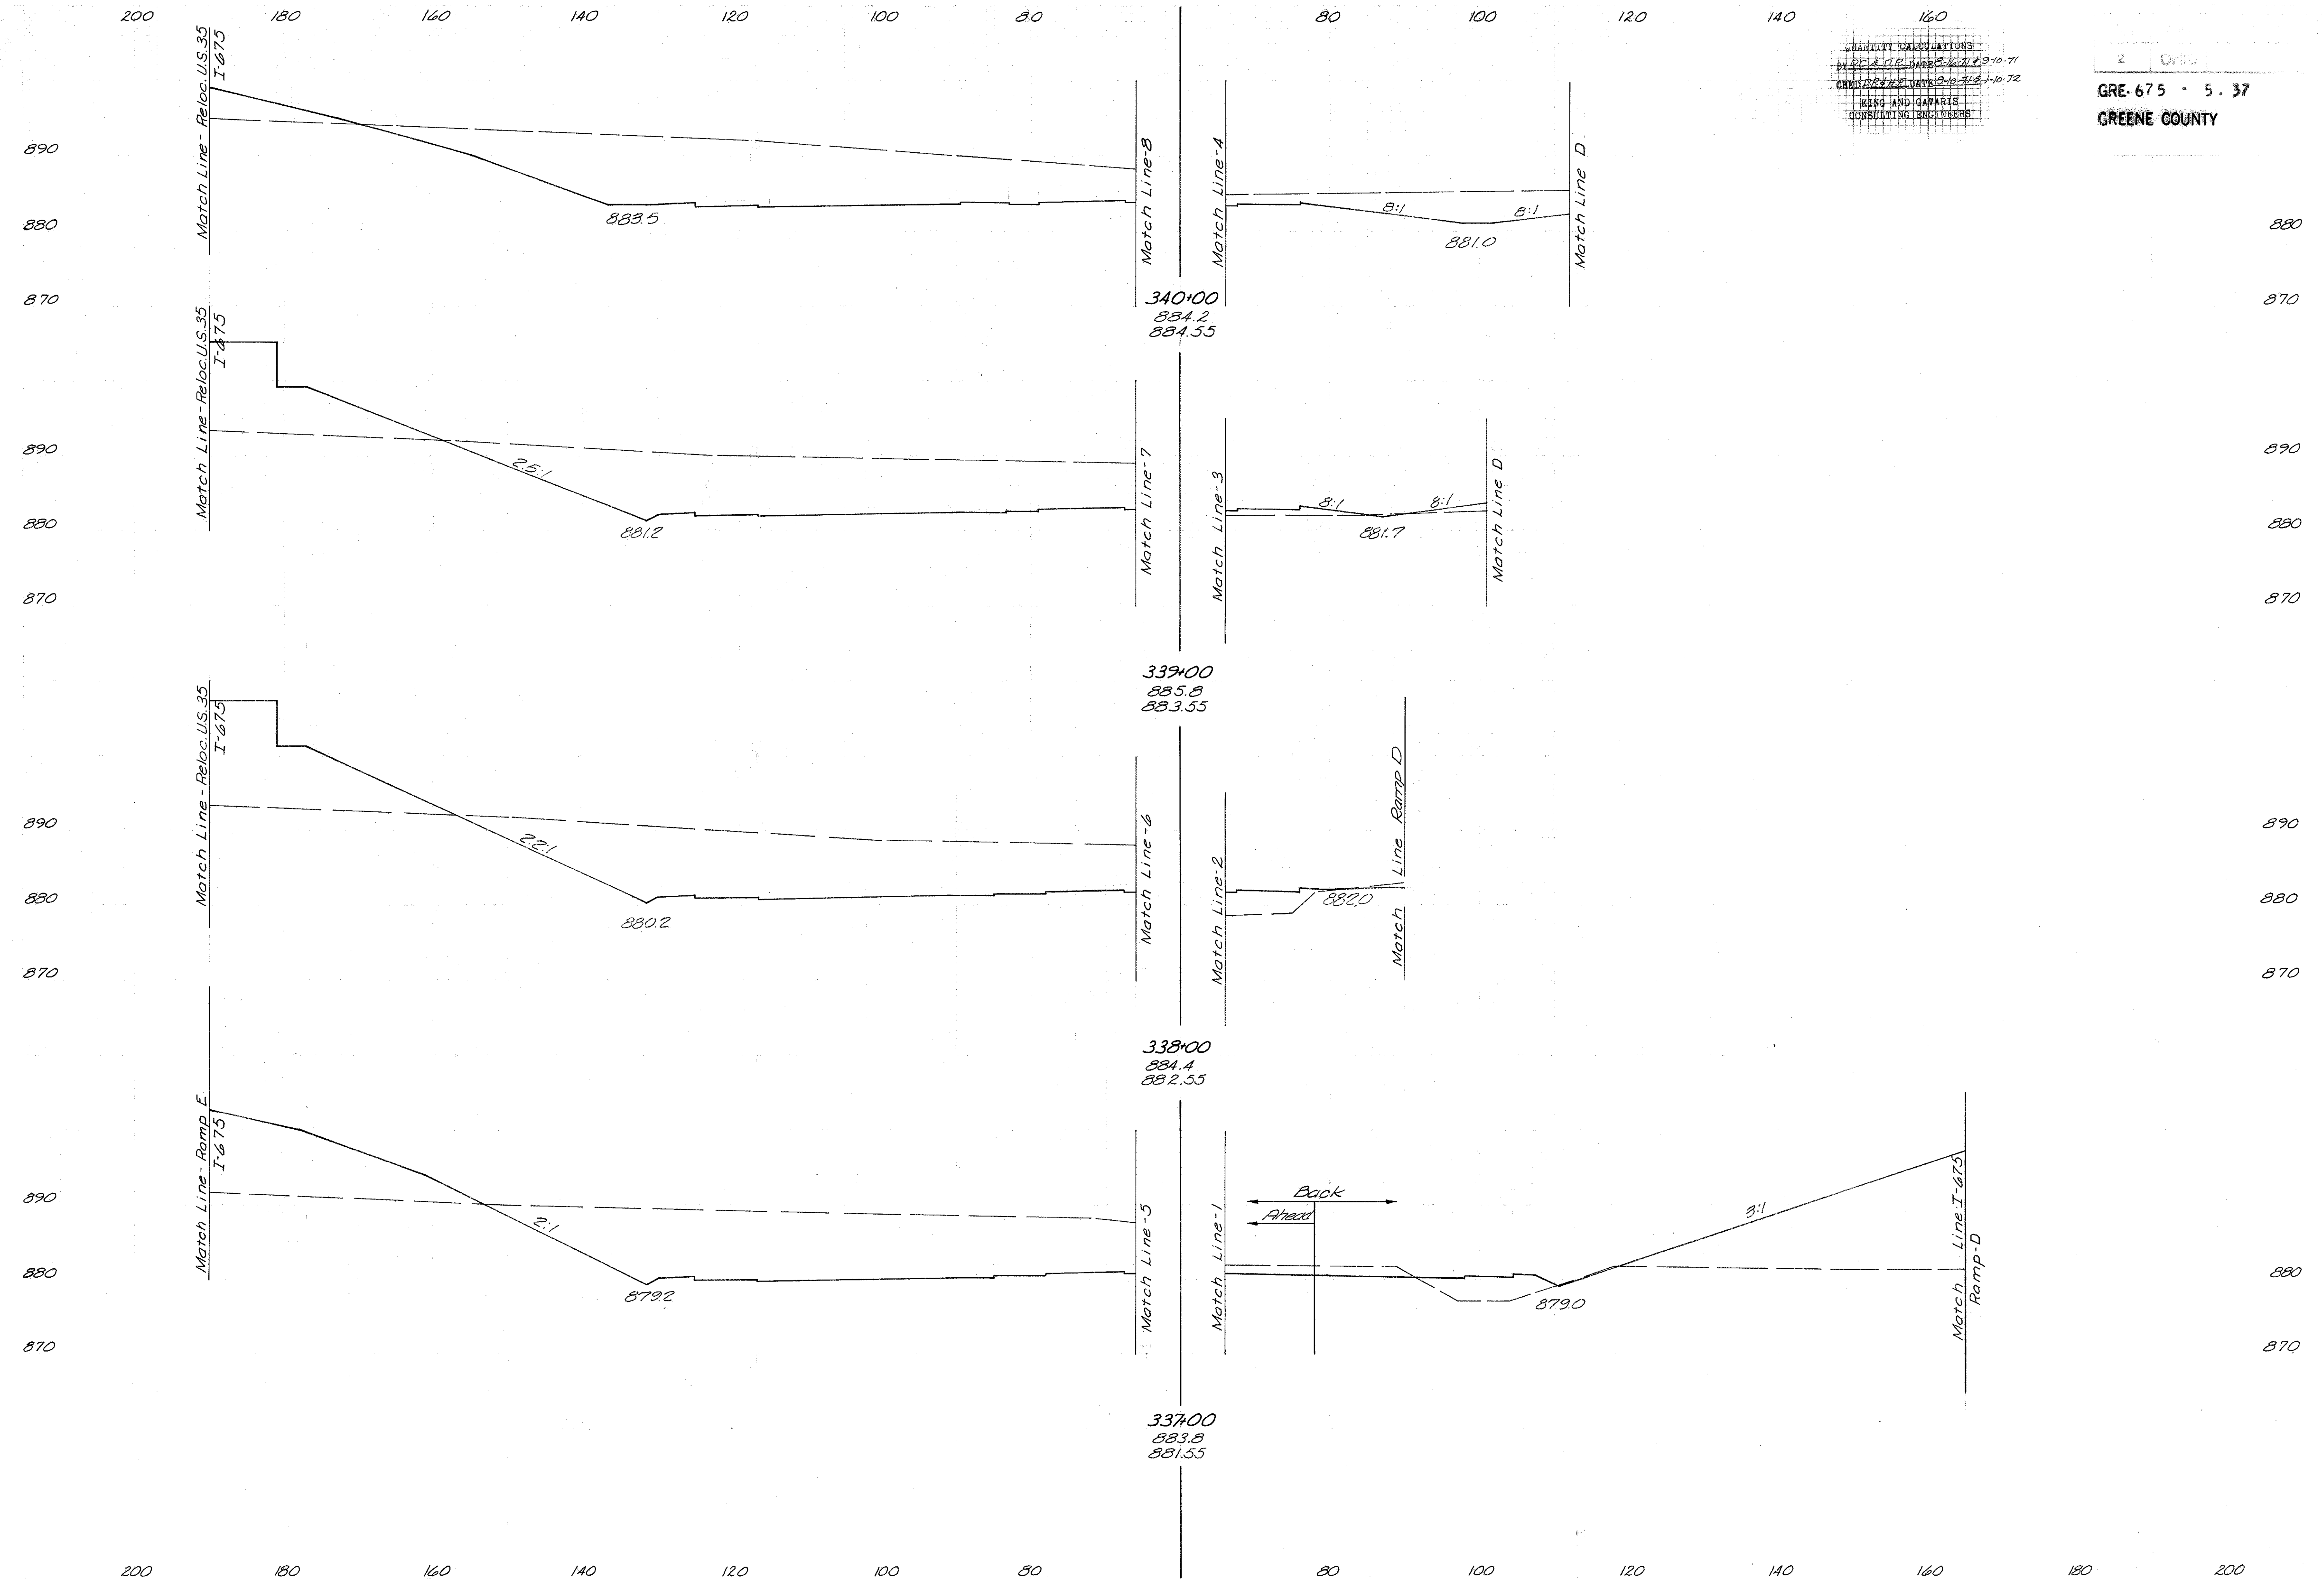 200 180 160 140 120 100 80 80 100 120 140 160
QUANTITY CALCULATIONS
KING AND GAVARIS
CONSULTING ENGINEERS
2 OHIO
GRE-675 - 5.37
GREENE COUNTY
Match Line - Reloc. U.S. 35
I-675
Match Line-8
Match Line-4
Match Line D
890
880 880
870 870
883.5
8:1 8:1
881.0
340+00
884.2
884.55
Match Line-Reloc. U.S. 35
I-675
Match Line-7
Match Line-3
Match Line D
890 890
880 880
870 870
2.5:1
881.2
8:1 8:1
881.7
339+00
885.8
883.55
Match Line - Reloc. U.S. 35
I-675
Match Line-6
Match Line-2
Match Line Ramp D
890 890
880 880
870 870
2.2:1
880.2
882.0
338+00
884.4
882.55
Match Line - Ramp E
I-675
Match Line-5
Match Line-1
Back
Ahead
Match Line I-675
Ramp-D
890 890
880 880
870 870
2:1
879.2
3:1
879.0
337+00
883.8
881.55
200 180 160 140 120 100 80 80 100 120 140 160 180 200